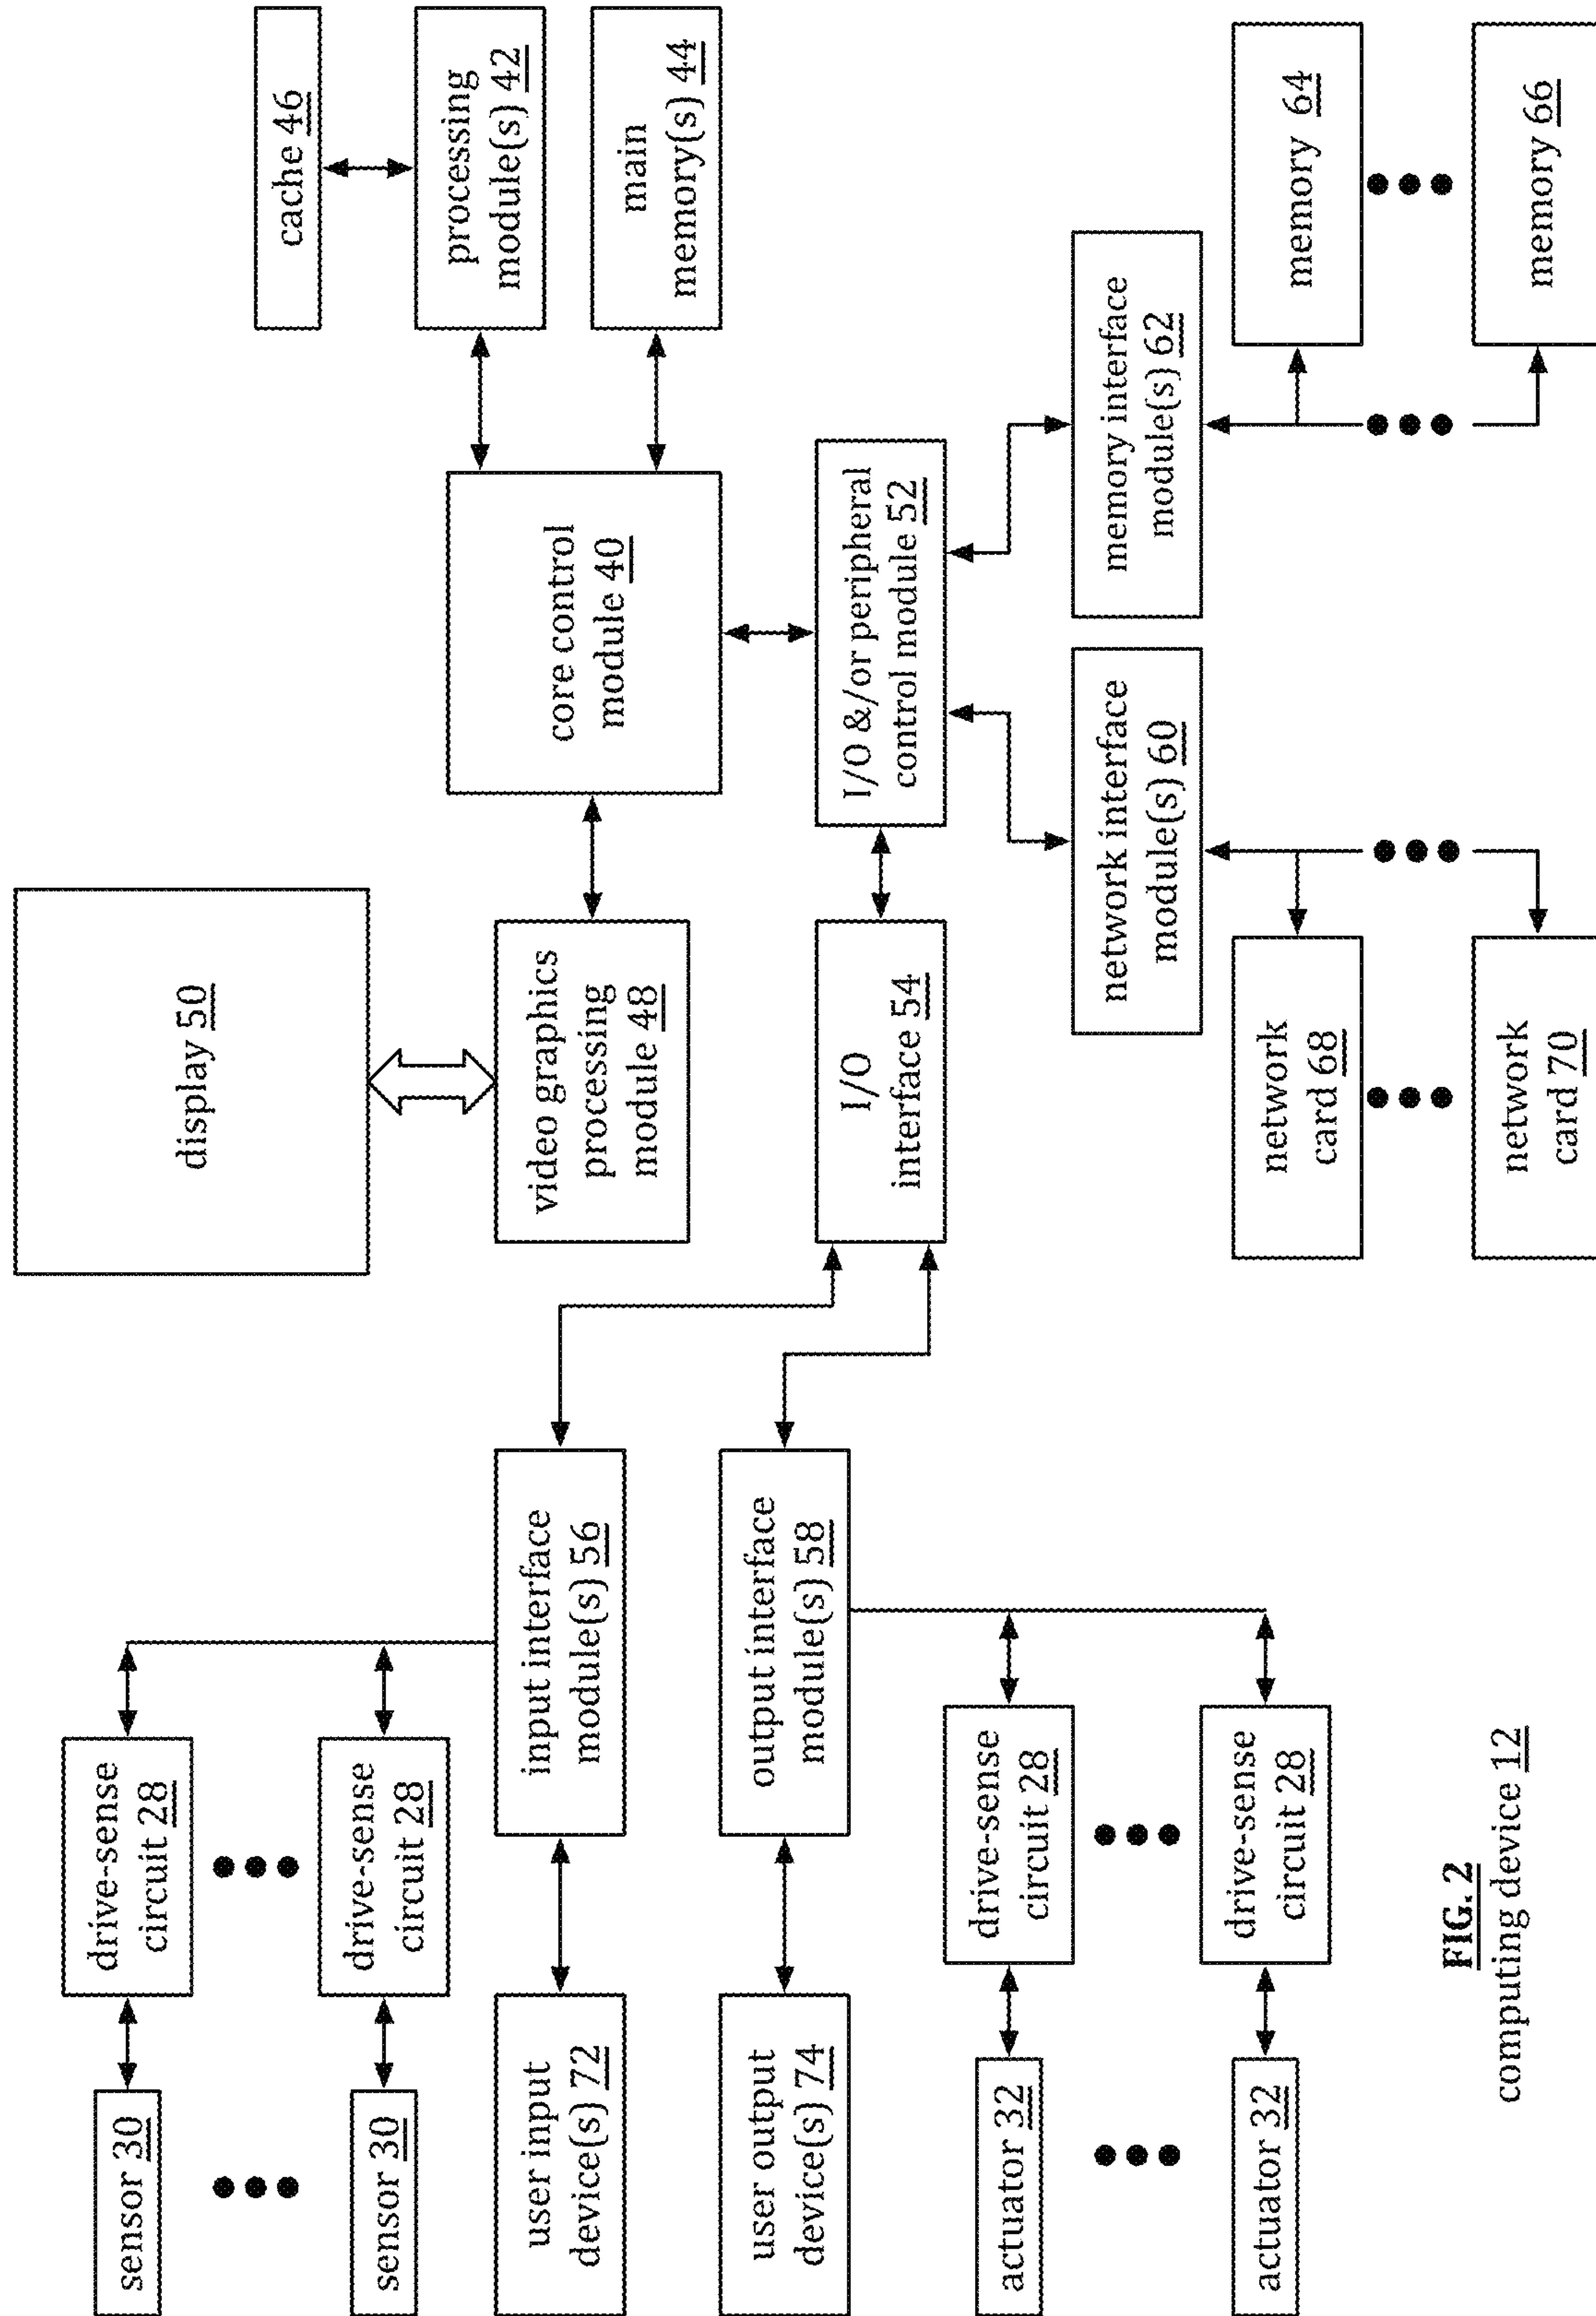 display 50
cache 46
processing
module(s) 42
main
memory(s) 44
core control
module 40
video graphics
processing
module 48
sensor 30
drive-sense
circuit 28
sensor 30
drive-sense
circuit 28
user input
device(s) 72
input interface
module(s) 56
user output
device(s) 74
output interface
module(s) 58
I/O
interface 54
I/O &/or peripheral
control module 52
actuator 32
drive-sense
circuit 28
actuator 32
drive-sense
circuit 28
network interface
module(s) 60
memory interface
module(s) 62
network
card 68
memory 64
network
card 70
memory 66
FIG. 2
computing device 12